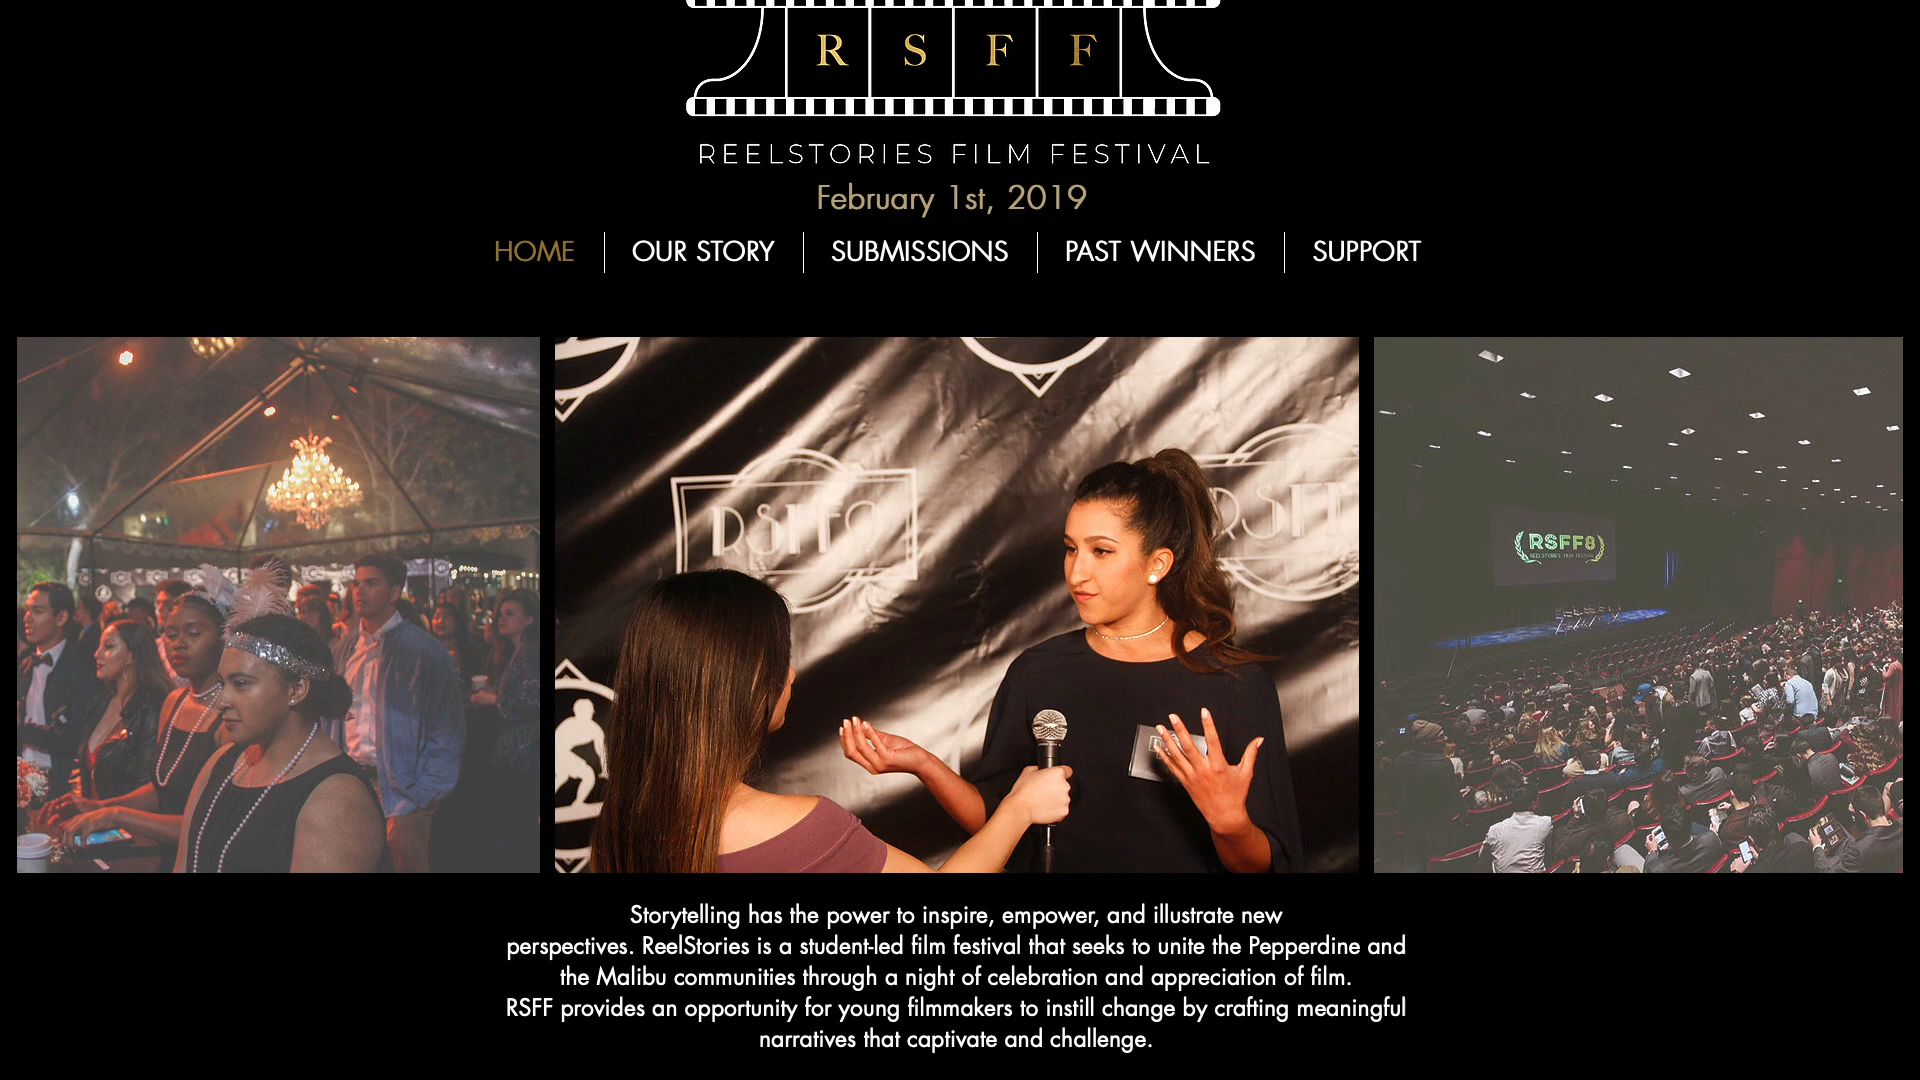 R S F F
REELSTORIES FILM FESTIVAL
February 1st, 2019
HOME
OUR STORY
SUBMISSIONS
PAST WINNERS
SUPPORT
RSFF8
REELSTORIES FILM FESTIVAL
Storytelling has the power to inspire, empower, and illustrate new
perspectives. ReelStories is a student-led film festival that seeks to unite the Pepperdine and
the Malibu communities through a night of celebration and appreciation of film.
RSFF provides an opportunity for young filmmakers to instill change by crafting meaningful
narratives that captivate and challenge.